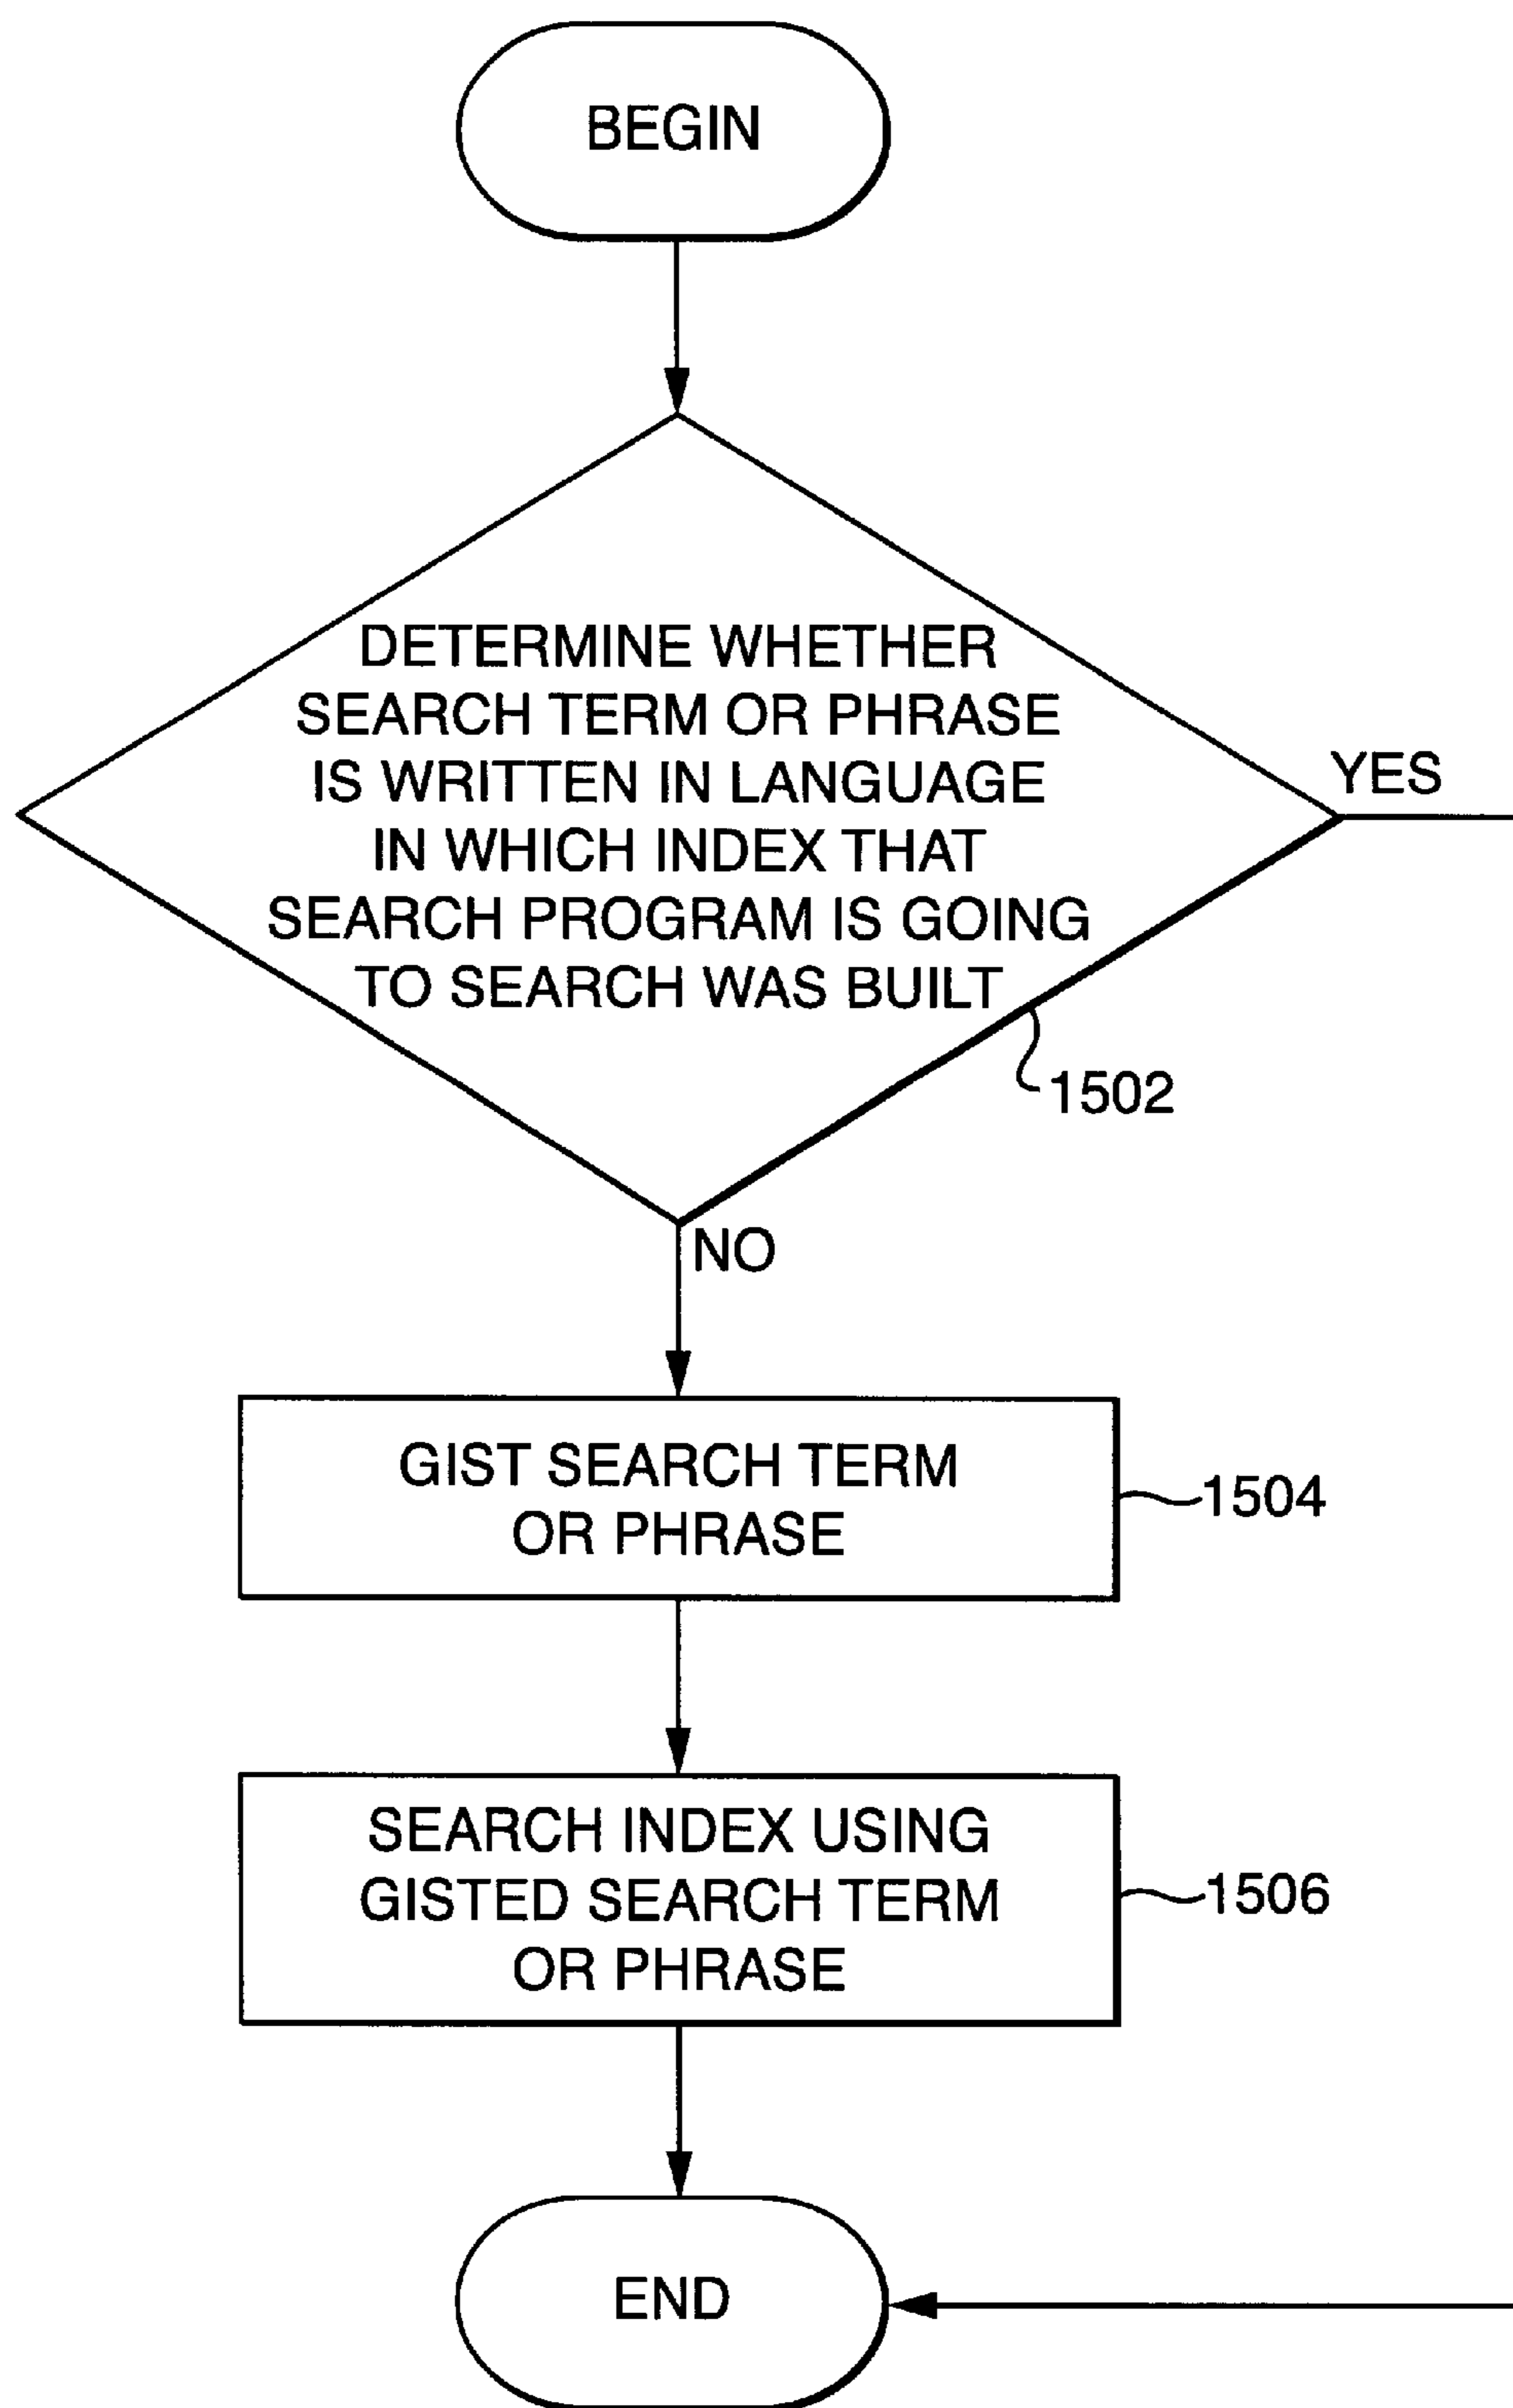 BEGIN
DETERMINE WHETHER
SEARCH TERM OR PHRASE
IS WRITTEN IN LANGUAGE
IN WHICH INDEX THAT
SEARCH PROGRAM IS GOING
TO SEARCH WAS BUILT
YES
1502
NO
GIST SEARCH TERM
OR PHRASE
1504
SEARCH INDEX USING
GISTED SEARCH TERM
OR PHRASE
1506
END